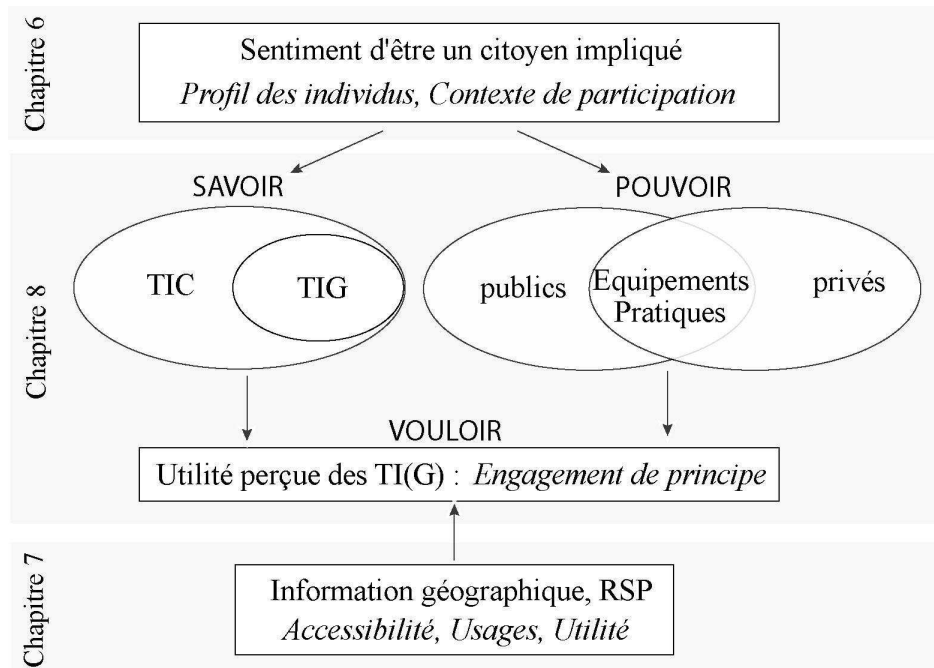 Chapitre 6
Sentiment d'être un citoyen impliqué
Profil des individus, Contexte de participation
Chapitre 8
SAVOIR
POUVOIR
TIC
TIG
publics
Equipements
Pratiques
privés
VOULOIR
Utilité perçue des TI(G) : Engagement de principe
Chapitre 7
Information géographique, RSP
Accessibilité, Usages, Utilité